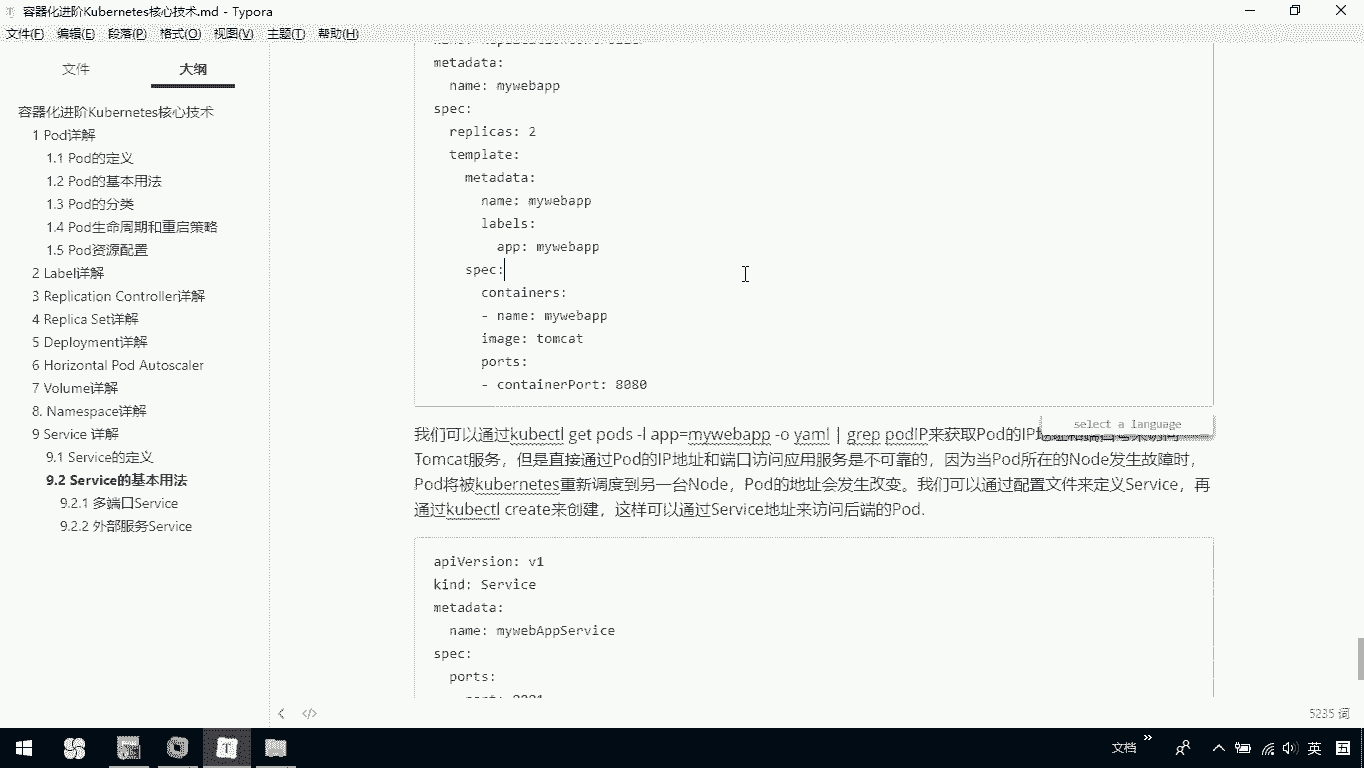 容器化进阶Kubernetes核心技术.md - Typora
文件(F) 编辑(E) 段落(P) 格式(O) 视图(V) 主题(T) 帮助(H)
文件 大纲
容器化进阶Kubernetes核心技术
1 Pod详解
1.1 Pod的定义
1.2 Pod的基本用法
1.3 Pod的分类
1.4 Pod生命周期和重启策略
1.5 Pod资源配置
2 Label详解
3 Replication Controller详解
4 Replica Set详解
5 Deployment详解
6 Horizontal Pod Autoscaler
7 Volume详解
8. Namespace详解
9 Service 详解
9.1 Service的定义
9.2 Service的基本用法
9.2.1 多端口Service
9.2.2 外部服务Service
metadata:
name: mywebapp
spec:
replicas: 2
template:
metadata:
name: mywebapp
labels:
app: mywebapp
spec:
containers:
- name: mywebapp
image: tomcat
ports:
- containerPort: 8080
select a language
我们可以通过kubectl get pods -l app=mywebapp -o yaml | grep podIP来获取Pod的IP
Tomcat服务，但是直接通过Pod的IP地址和端口访问应用服务是不可靠的，因为当Pod所在的Node发生故障时，
Pod将被kubernetes重新调度到另一台Node，Pod的地址会发生改变。我们可以通过配置文件来定义Service，再
通过kubectl create来创建，这样可以通过Service地址来访问后端的Pod.
apiVersion: v1
kind: Service
metadata:
name: mywebAppService
spec:
ports:
5235 词
文档
英